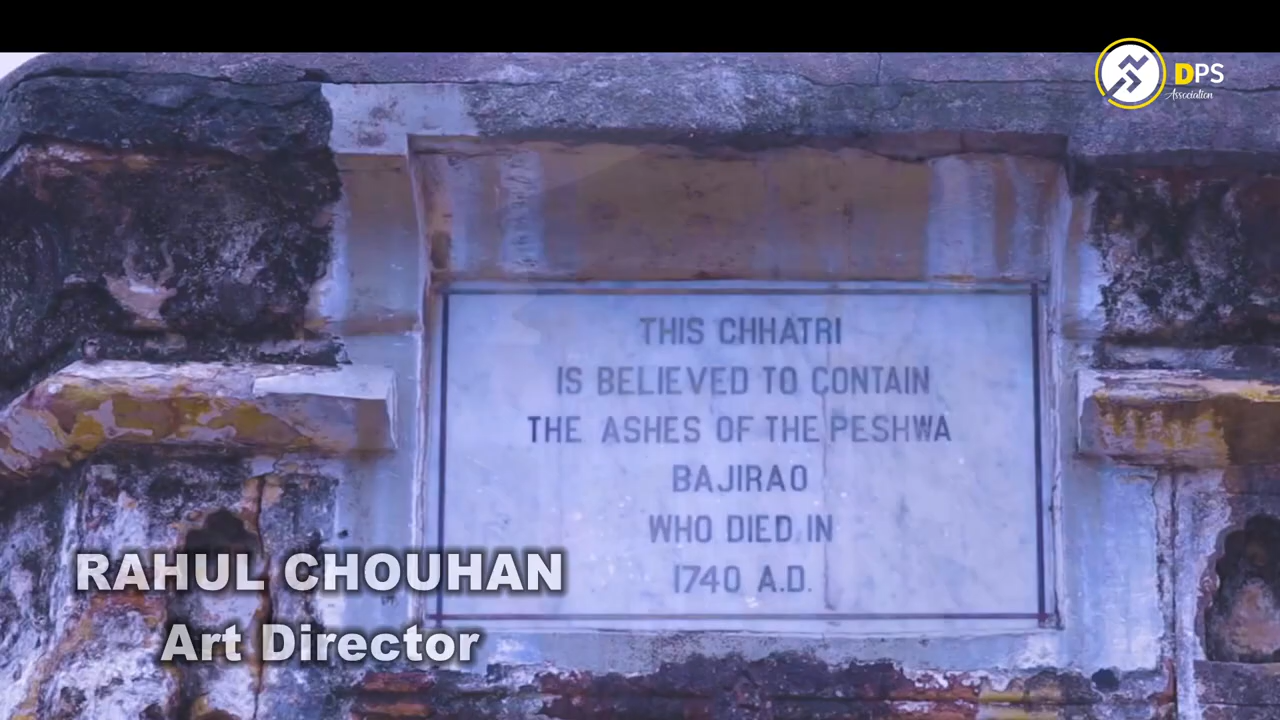 DPS
Association
THIS CHHATRI
IS BELIEVED TO CONTAIN
THE ASHES OF THE PESHWA
BAJIRAO
WHO DIED IN
1740 A.D.
RAHUL CHOUHAN
Art Director